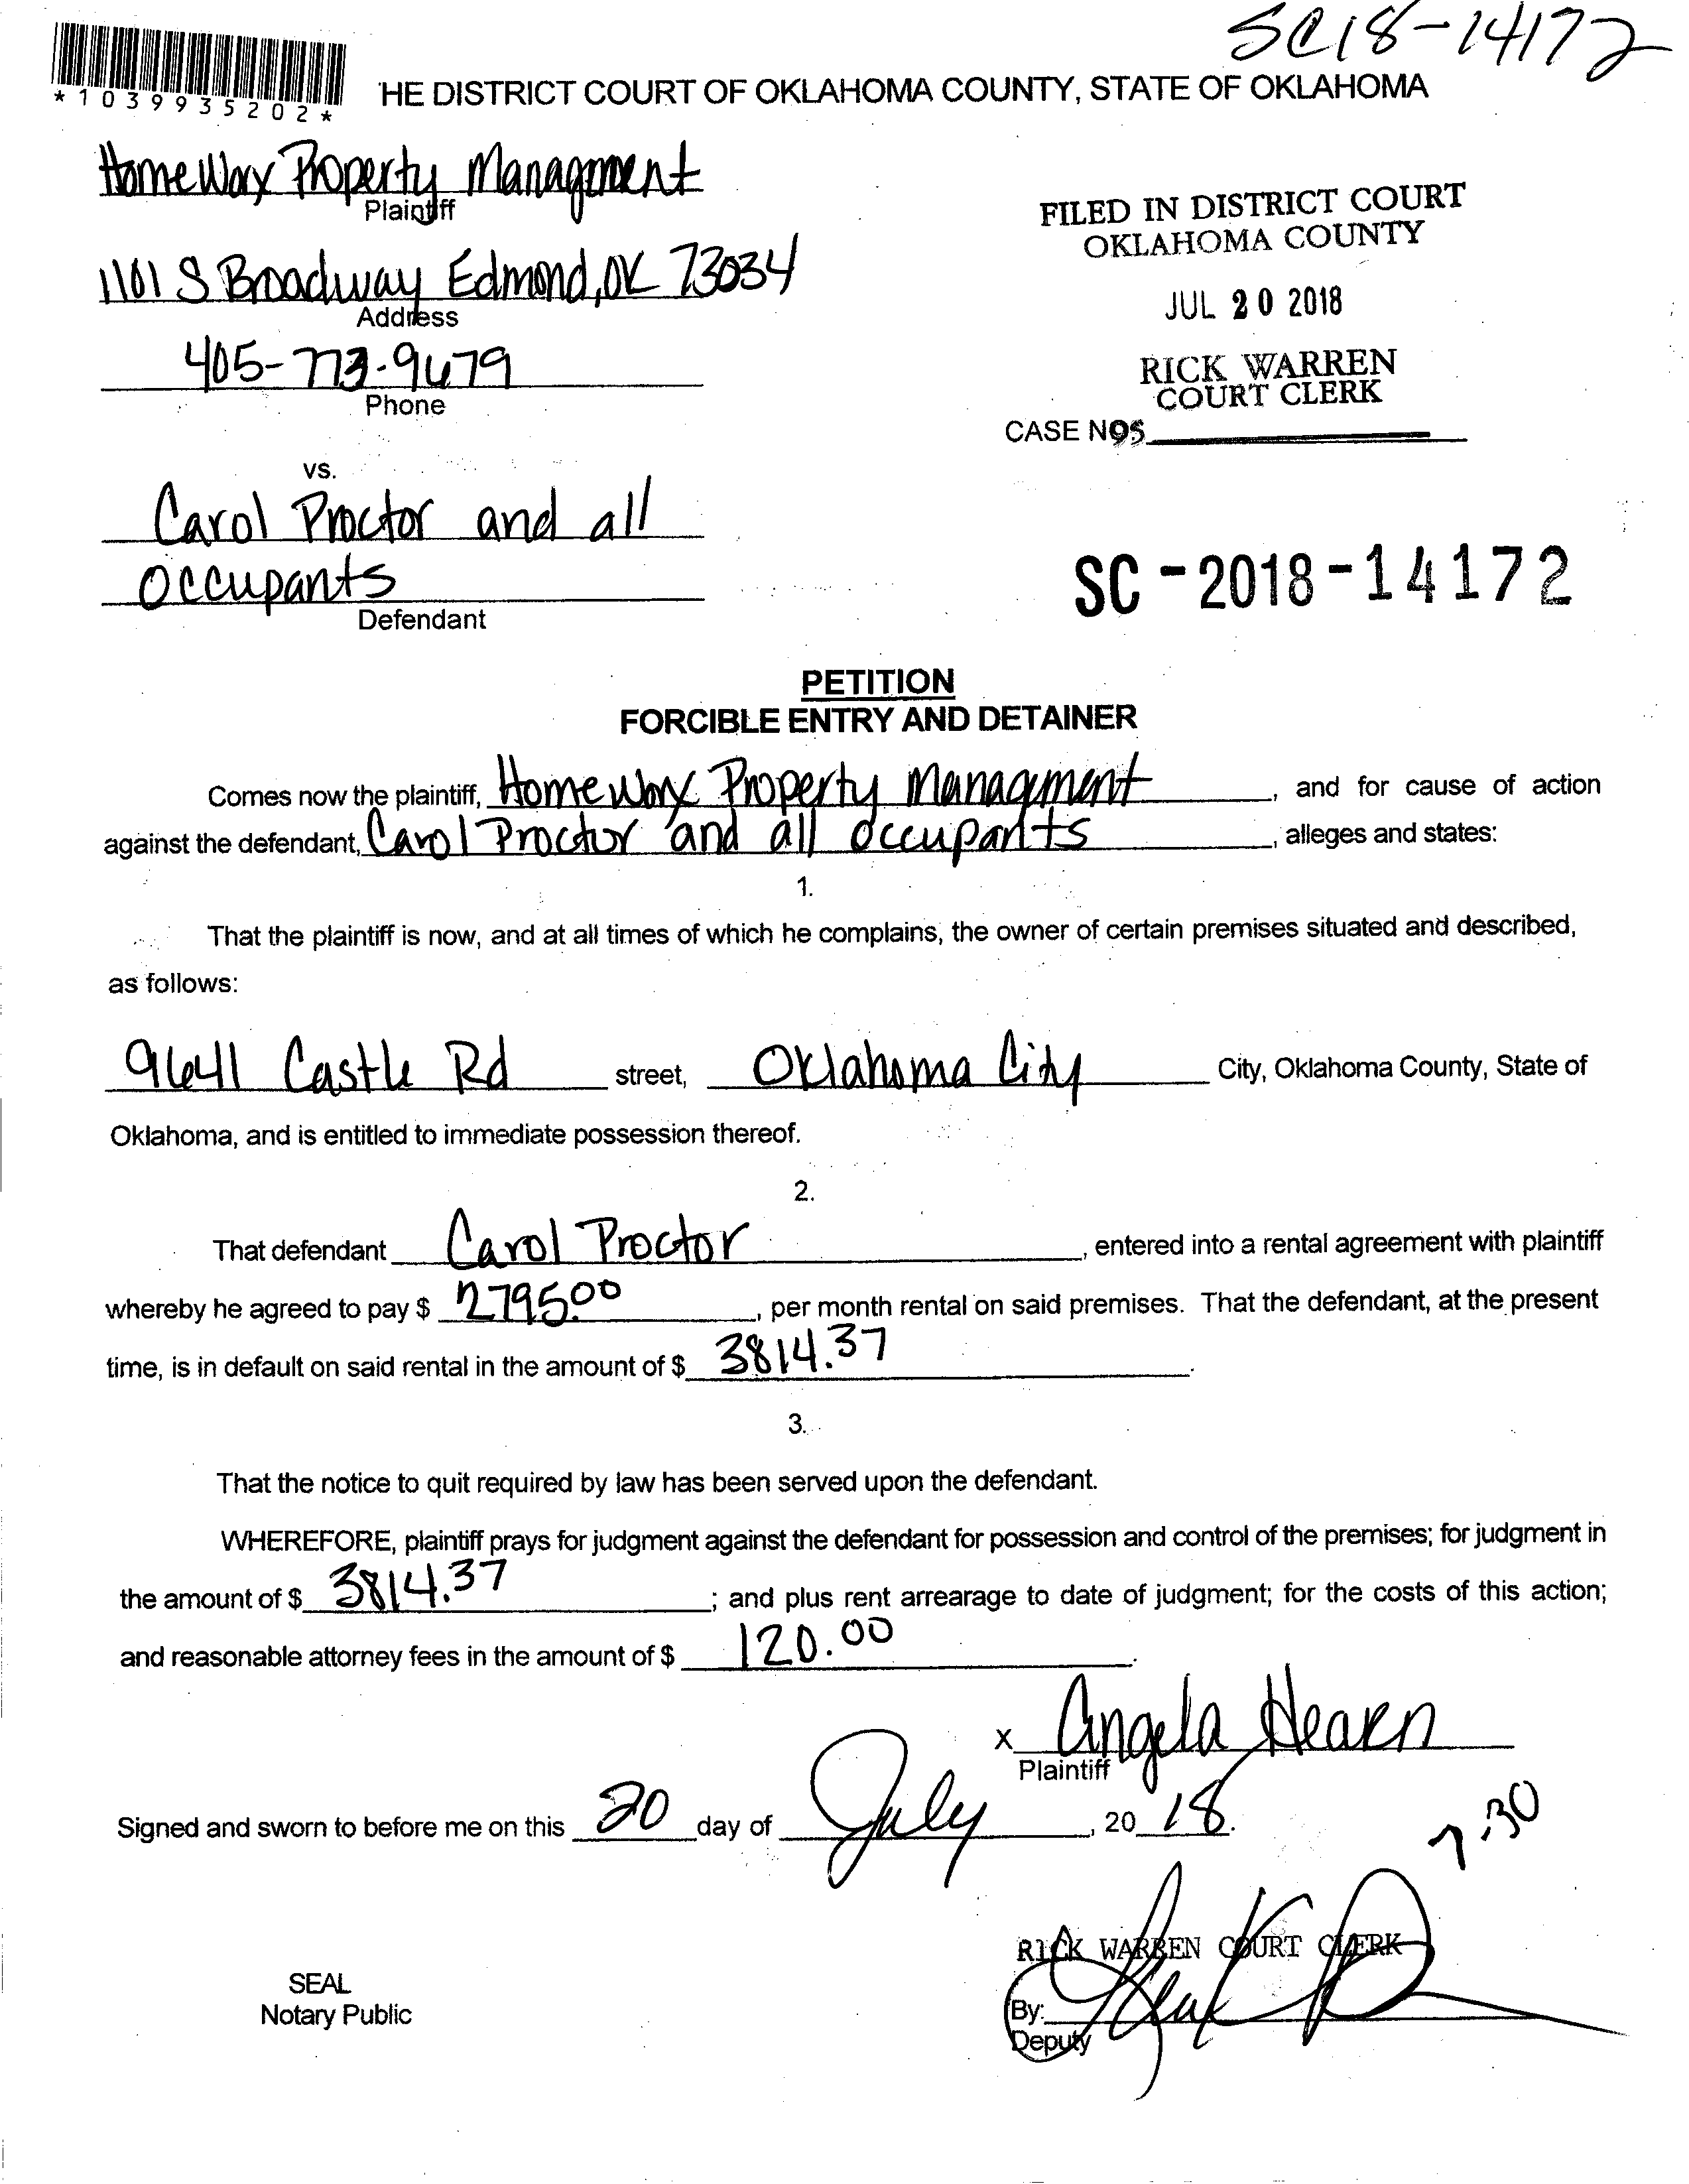 SC18-14172
*1039935202*
'HE DISTRICT COURT OF OKLAHOMA COUNTY, STATE OF OKLAHOMA
HomeWorx Property Managment
Plaintiff
FILED IN DISTRICT COURT
OKLAHOMA COUNTY
1101 S Broadway Edmond, OK 73034
Address
JUL 20 2018
405-773-9679
Phone
RICK WARREN
COURT CLERK
CASE NO
vs.
Carol Proctor and all
occupants
Defendant
SC-2018-14172
PETITION
FORCIBLE ENTRY AND DETAINER
Comes now the plaintiff, HomeWorx Property Managment, and for cause of action
against the defendant, Carol Proctor and all occupants, alleges and states:
1.
That the plaintiff is now, and at all times of which he complains, the owner of certain premises situated and described,
as follows:
9641 Castle Rd street, Oklahoma City City, Oklahoma County, State of
Oklahoma, and is entitled to immediate possession thereof.
2.
That defendant Carol Proctor, entered into a rental agreement with plaintiff
whereby he agreed to pay $ 2795.00, per month rental on said premises. That the defendant, at the present
time, is in default on said rental in the amount of $ 3814.37.
3.
That the notice to quit required by law has been served upon the defendant.
WHEREFORE, plaintiff prays for judgment against the defendant for possession and control of the premises; for judgment in
the amount of $ 3814.37; and plus rent arrearage to date of judgment; for the costs of this action;
and reasonable attorney fees in the amount of $ 120.00.
x Angela Hearn
Plaintiff
Signed and sworn to before me on this 20 day of July, 2018.
7-30
RICK WARREN COURT CLERK
SEAL
Notary Public
By:
Deputy